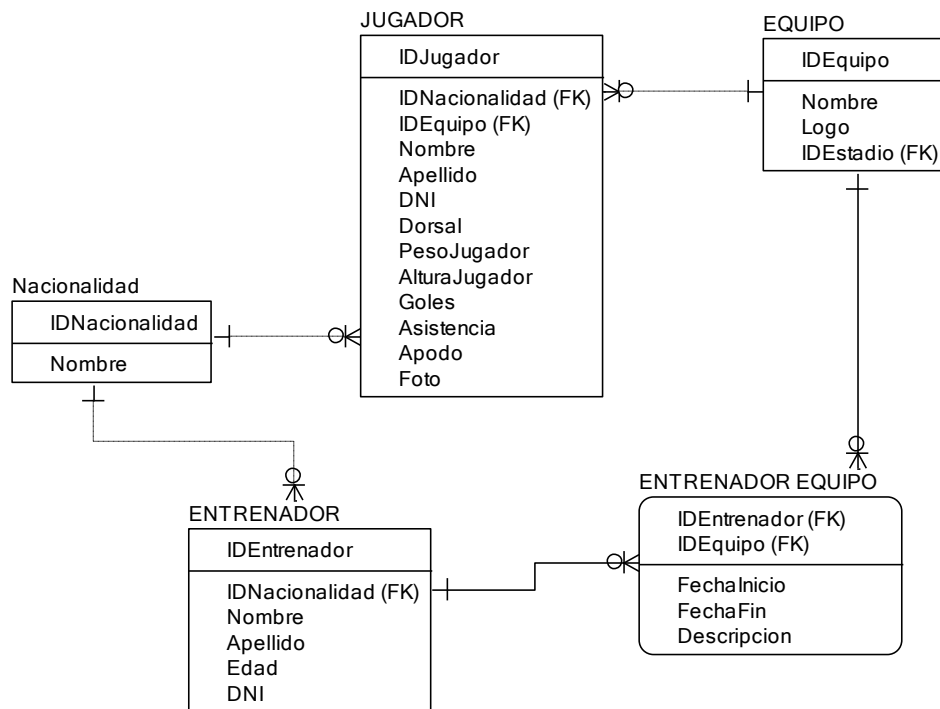 JUGADOR
IDJugador
IDNacionalidad (FK)
IDEquipo (FK)
Nombre
Apellido
DNI
Dorsal
PesoJugador
AlturaJugador
Goles
Asistencia
Apodo
Foto
EQUIPO
IDEquipo
Nombre
Logo
IDEstadio (FK)
Nacionalidad
IDNacionalidad
Nombre
ENTRENADOR
IDEntrenador
IDNacionalidad (FK)
Nombre
Apellido
Edad
DNI
ENTRENADOR EQUIPO
IDEntrenador (FK)
IDEquipo (FK)
FechaInicio
FechaFin
Descripcion